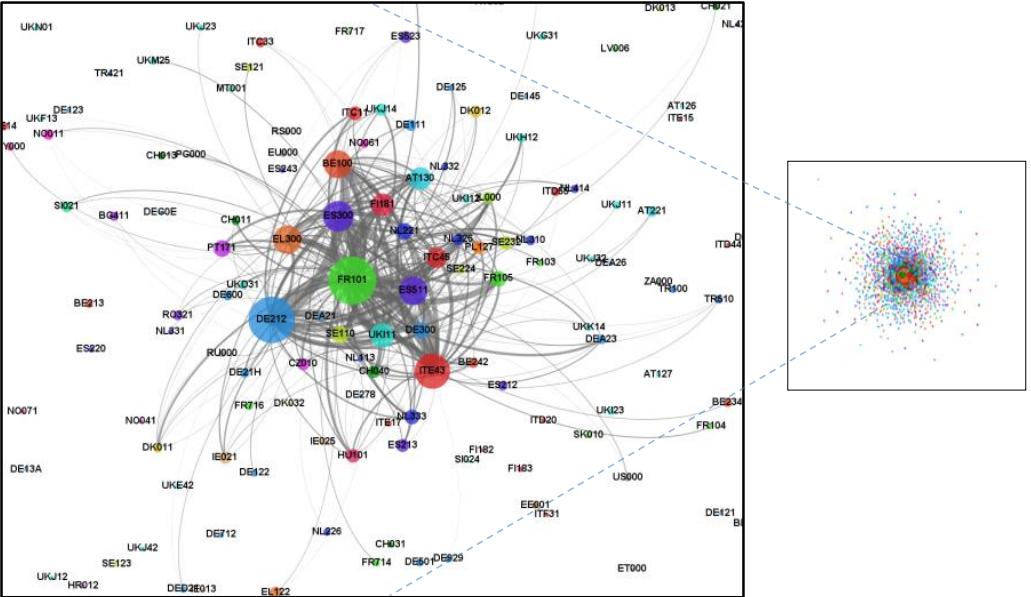 DK013
CH021
UKN01
UKJ23
ITC33
FR717
ES523
UKG31
LV006
UKM25
SE121
TR421
MT001
DE125
DE145
DK012
AT126
ITE15
DE123
UKF13
NO011
ITC11
UKJ14
DE111
RS000
NO061
UKH12
CH013
PG000
EU000
ES243
BE100
AT130
NL332
SI021
BG411
DEG0E
CH011
ES300
FI181
UKI12
IL000
NL414
UKJ11
AT221
PT171
EL300
NL221
NL326
PL127
SE232
NL310
ITC45
SE224
FR103
FR105
UKJ32
DEA26
ITD44
UKD31
DE600
FR101
ES511
ZA000
TR100
TR510
BE213
RO321
NL331
DE212
DEA21
SE110
UKI11
DE300
UKK14
DEA23
ES220
RU000
DE21H
CZ010
NL113
CH040
ITE43
BE242
ES212
AT127
NO071
FR716
DK032
DE278
NL333
ITE17
ITD20
UKI23
BE234
NO041
SK010
FR104
DK011
IE021
IE025
HU101
ES213
FI182
SI024
FI183
DE13A
DE122
US000
UKE42
EE001
ITF31
DE121
DE712
NL226
UKJ42
CH031
SE123
FR714
DE501
DE929
ET000
UKJ12
HR012
IE013
EL122